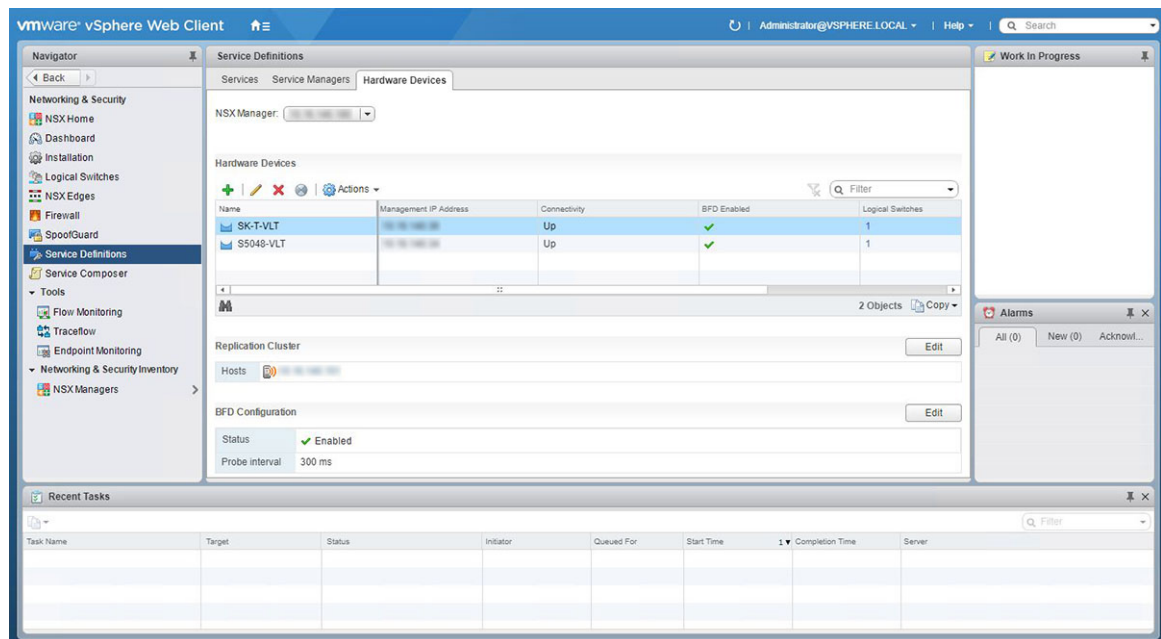 vmware® vSphere Web Client
Administrator@VSPHERE.LOCAL | Help | Search
Navigator
Back
Networking & Security
NSX Home
Dashboard
Installation
Logical Switches
NSX Edges
Firewall
SpoofGuard
Service Definitions
Service Composer
Tools
Flow Monitoring
Traceflow
Endpoint Monitoring
Networking & Security Inventory
NSX Managers
Service Definitions
Services Service Managers Hardware Devices
NSX Manager:
Hardware Devices
Actions Filter
Name Management IP Address Connectivity BFD Enabled Logical Switches
SK-T-VLT Up 1
S5048-VLT Up 1
2 Objects Copy
Replication Cluster Edit
Hosts
BFD Configuration Edit
Status Enabled
Probe interval 300 ms
Work In Progress
Alarms
All (0) New (0) Acknowl...
Recent Tasks
Filter
Task Name Target Status Initiator Queued For Start Time 1 Completion Time Server